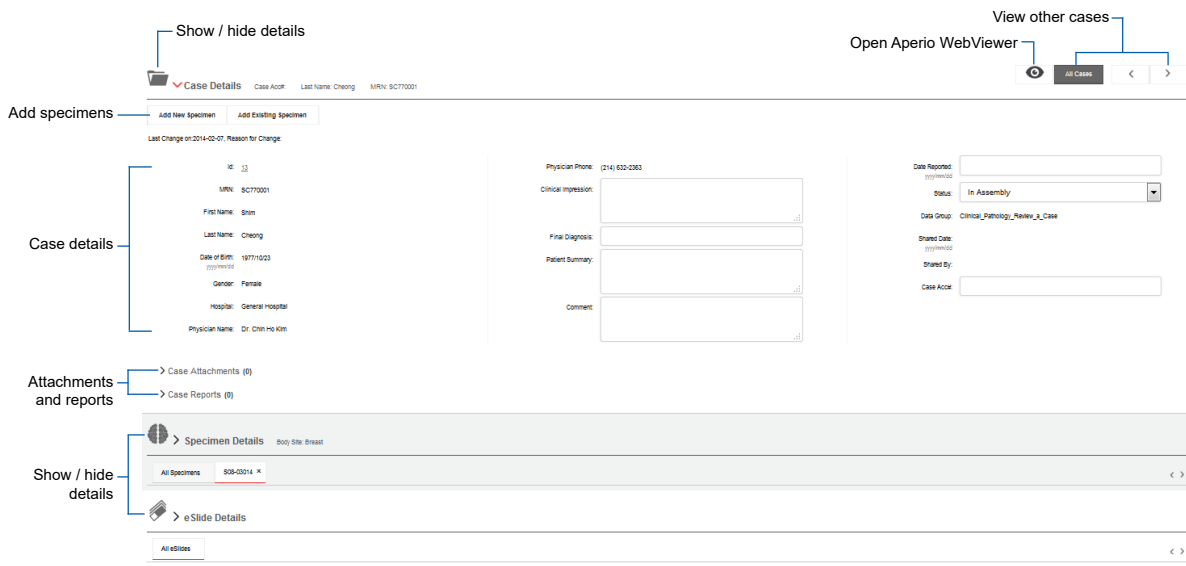 View other cases
Show / hide details
Open Aperio WebViewer
All Cases
Case Details Case Acc#: Last Name: Cheong MRN: SC770001
Add specimens
Add New Specimen Add Existing Specimen
Last Change on:2014-02-07, Reason for Change:
Id: 13
MRN: SC770001
First Name: Shim
Last Name: Cheong
Date of Birth: 1977/10/23
yyyy/mm/dd
Gender: Female
Hospital: General Hospital
Physician Name: Dr. Chin Ho Kim
Case details
Physician Phone: (214) 632-2363
Clinical Impression:
Final Diagnosis:
Patient Summary:
Comment:
Date Reported:
yyyy/mm/dd
Status: In Assembly
Data Group: Clinical_Pathology_Review_a_Case
Shared Date:
yyyy/mm/dd
Shared By:
Case Acc#:
Attachments
and reports
Case Attachments (0)
Case Reports (0)
Specimen Details Body Site: Breast
Show / hide
details
All Specimens S08-03014 ×
eSlide Details
All eSlides